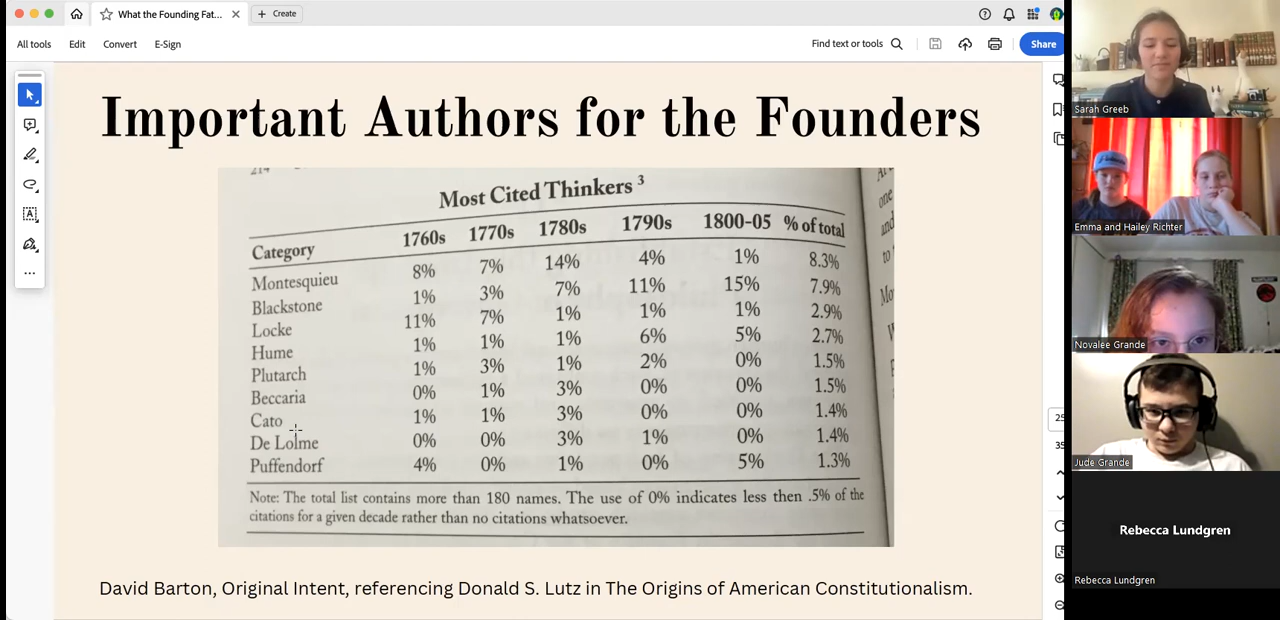 What the Founding Fat...
Create
All tools
Edit
Convert
E-Sign
Find text or tools
Share
Important Authors for the Founders
Most Cited Thinkers 3
Category 1760s 1770s 1780s 1790s 1800-05 % of total
Montesquieu 8% 7% 14% 4% 1% 8.3%
Blackstone 1% 3% 7% 11% 15% 7.9%
Locke 11% 7% 1% 1% 1% 2.9%
Hume 1% 1% 1% 6% 5% 2.7%
Plutarch 1% 3% 1% 2% 0% 1.5%
Beccaria 0% 1% 3% 0% 0% 1.5%
Cato 1% 1% 3% 0% 0% 1.4%
De Lolme 0% 0% 3% 1% 0% 1.4%
Puffendorf 4% 0% 1% 0% 5% 1.3%
Note: The total list contains more than 180 names. The use of 0% indicates less then .5% of the
citations for a given decade rather than no citations whatsoever.
David Barton, Original Intent, referencing Donald S. Lutz in The Origins of American Constitutionalism.
Sarah Greeb
Emma and Hailey Richter
Novalee Grande
Jude Grande
Rebecca Lundgren
Rebecca Lundgren